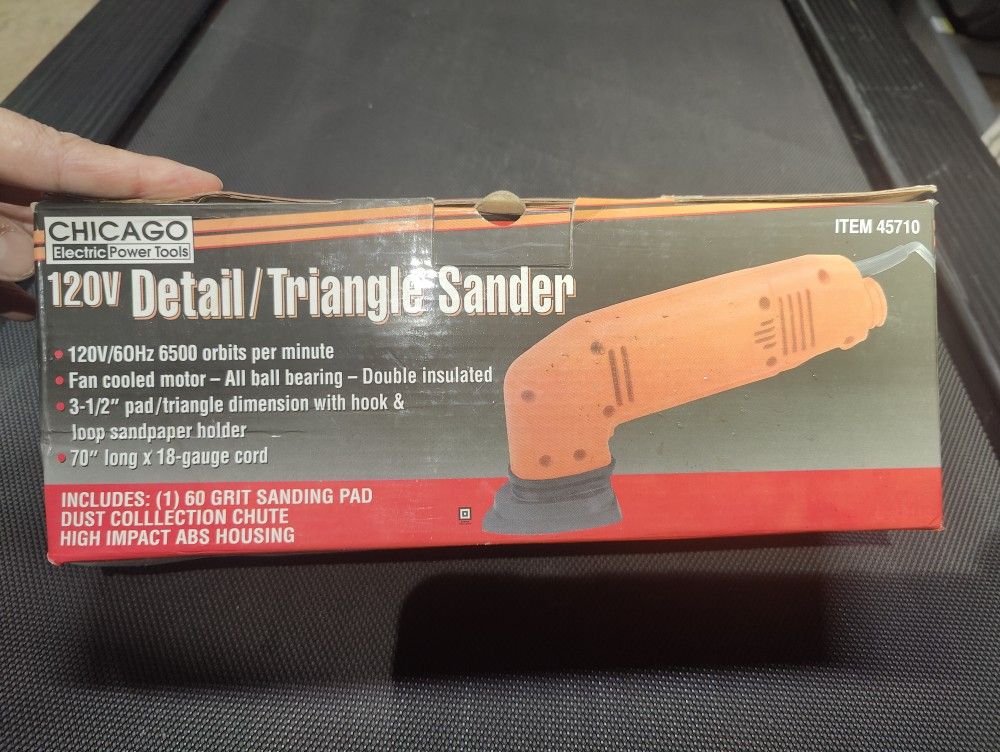 CHICAGO
Electric Power Tools
ITEM 45710
120V Detail/Triangle Sander
• 120V/60Hz 6500 orbits per minute
• Fan cooled motor – All ball bearing – Double insulated
• 3-1/2" pad/triangle dimension with hook &
loop sandpaper holder
• 70" long x 18-gauge cord
INCLUDES: (1) 60 GRIT SANDING PAD
DUST COLLLECTION CHUTE
HIGH IMPACT ABS HOUSING